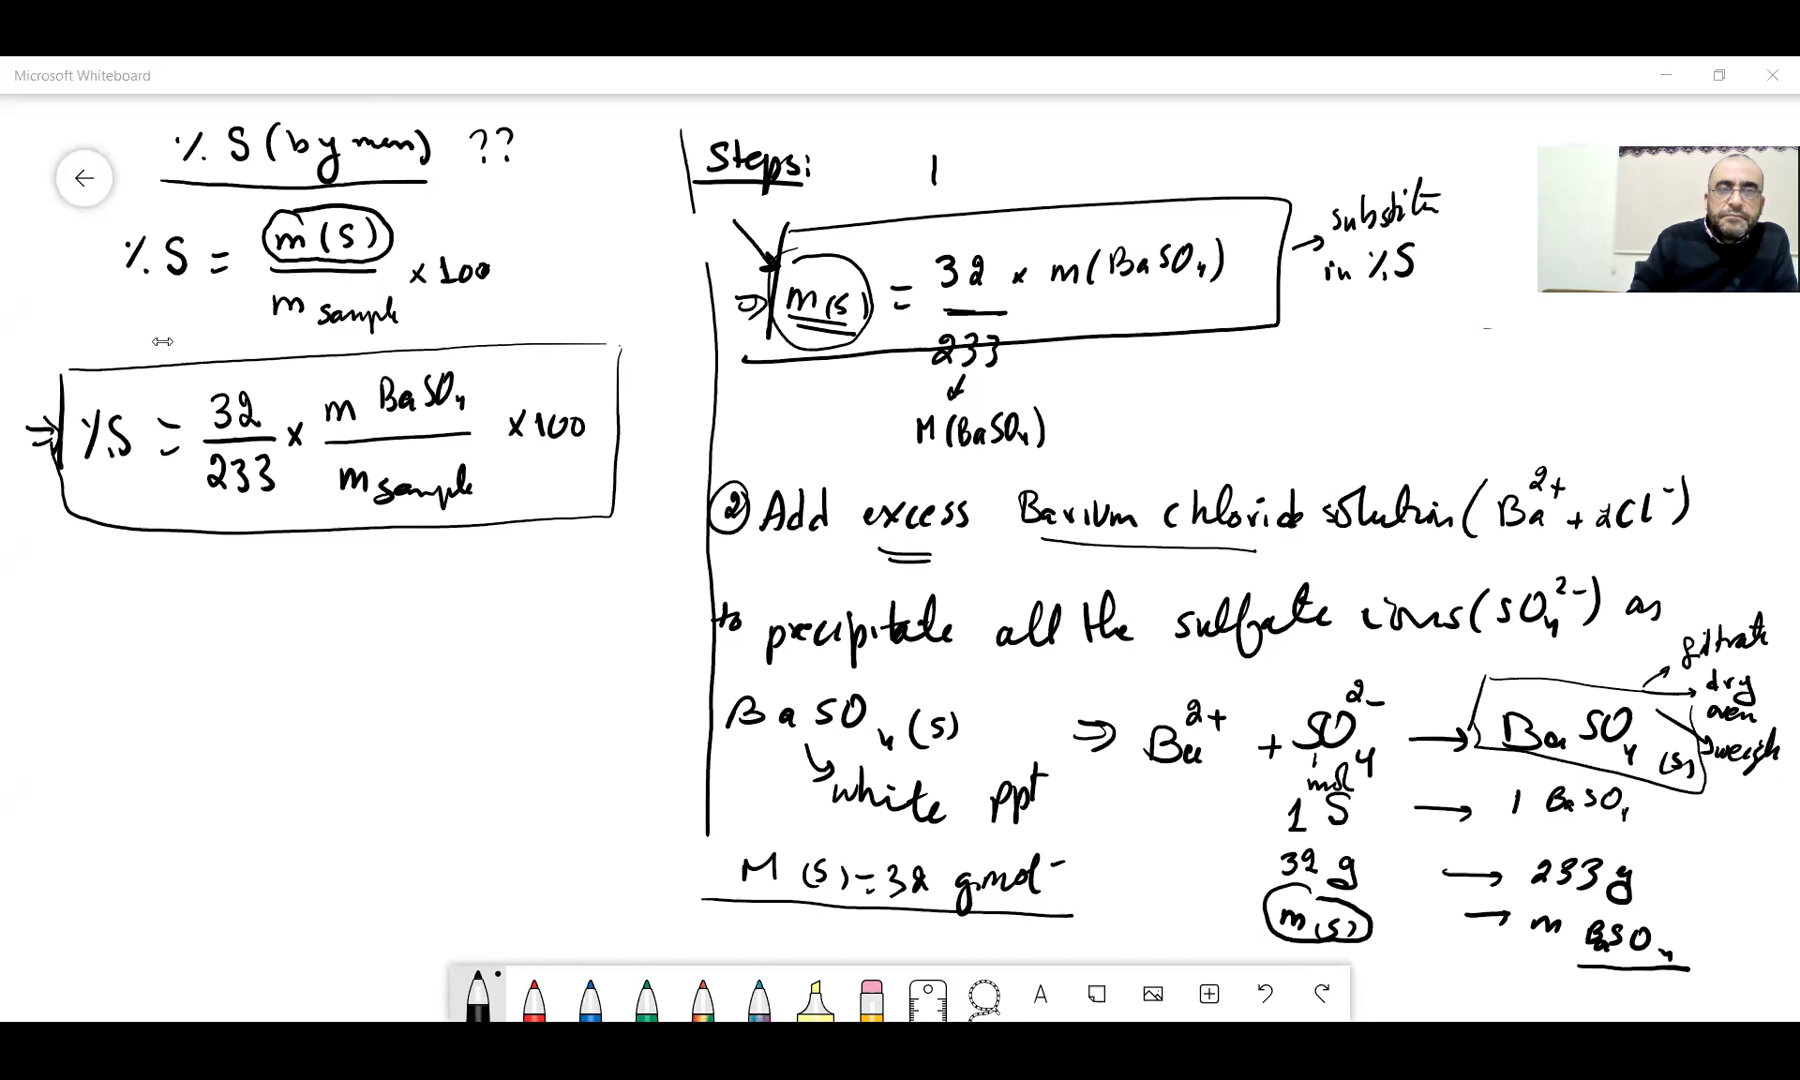 Microsoft Whiteboard
% S (by mass) ??
% S = m(S) / m sample × 100
⇒ % S = 32/233 × m BaSO4 / m sample × 100
Steps: 1
⇒ m(S) = 32/233 × m(BaSO4) → substitute in % S
M(BaSO4)
② Add excess Barium chloride solution (Ba2+ + 2Cl-)
to precipitate all the sulfate ions (SO4 2-) as
BaSO4 (s) ⇒ Ba2+ + SO4 2- → BaSO4 (s)
filtrate
dry
oven
weigh
white ppt
1 mol S → 1 BaSO4
M(S) = 32 g.mol-
32 g → 233 g
m(S) → m BaSO4
A